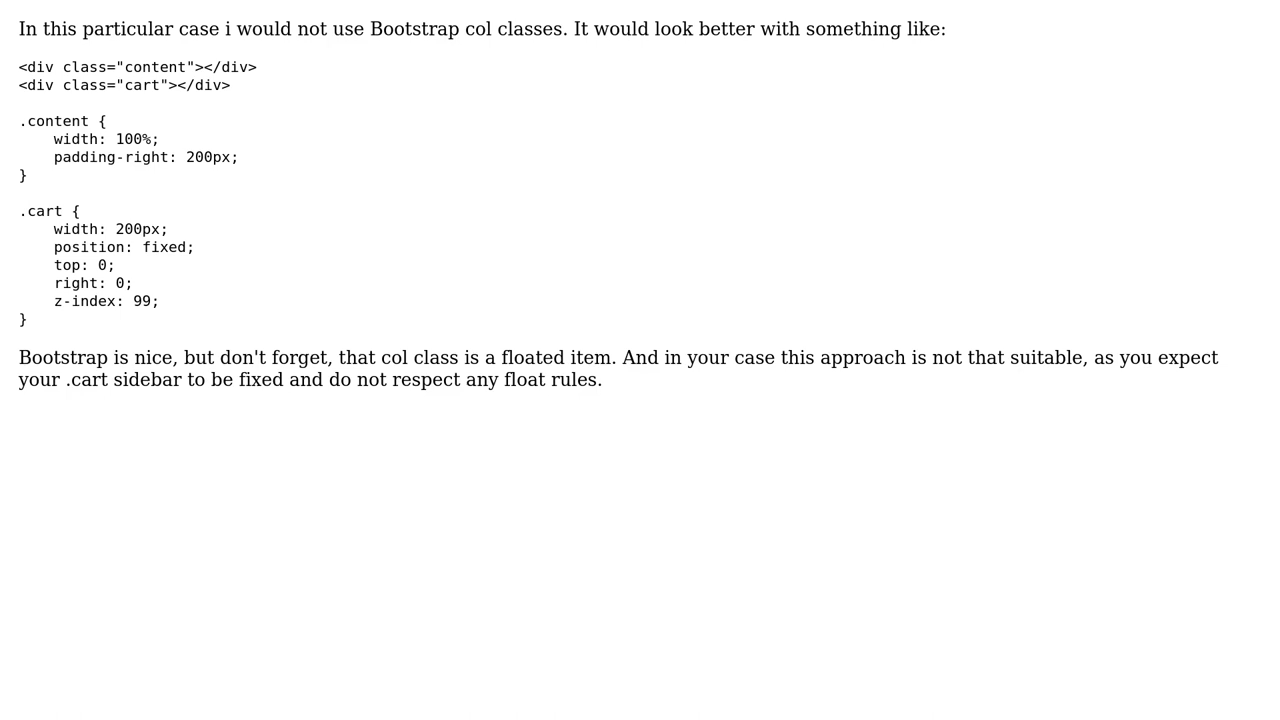 In this particular case i would not use Bootstrap col classes. It would look better with something like:
<div class="content"></div>
<div class="cart"></div>
.content {
    width: 100%;
    padding-right: 200px;
}
.cart {
    width: 200px;
    position: fixed;
    top: 0;
    right: 0;
    z-index: 99;
}
Bootstrap is nice, but don't forget, that col class is a floated item. And in your case this approach is not that suitable, as you expect
your .cart sidebar to be fixed and do not respect any float rules.